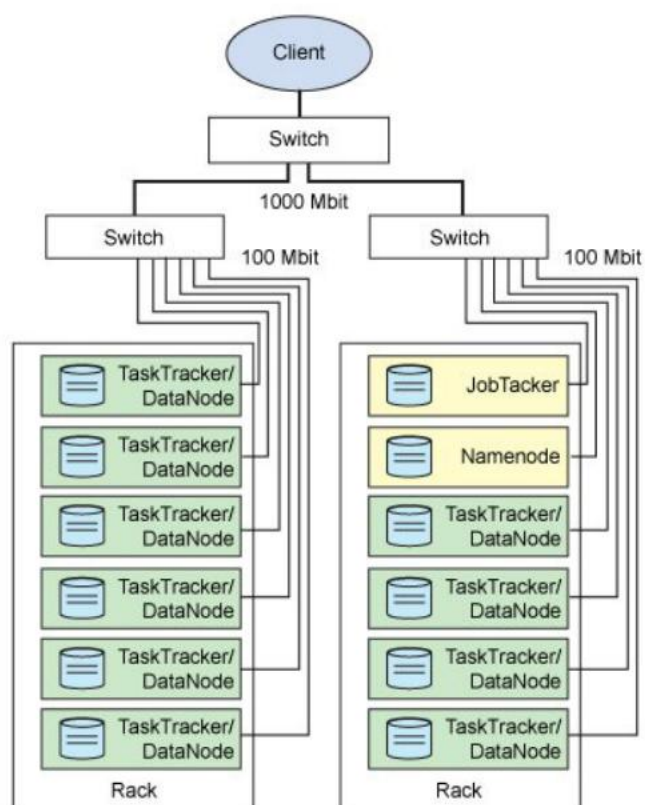 Client
Switch
1000 Mbit
Switch
100 Mbit
Switch
100 Mbit
TaskTracker/
DataNode
TaskTracker/
DataNode
TaskTracker/
DataNode
TaskTracker/
DataNode
TaskTracker/
DataNode
TaskTracker/
DataNode
Rack
JobTacker
Namenode
TaskTracker/
DataNode
TaskTracker/
DataNode
TaskTracker/
DataNode
TaskTracker/
DataNode
Rack